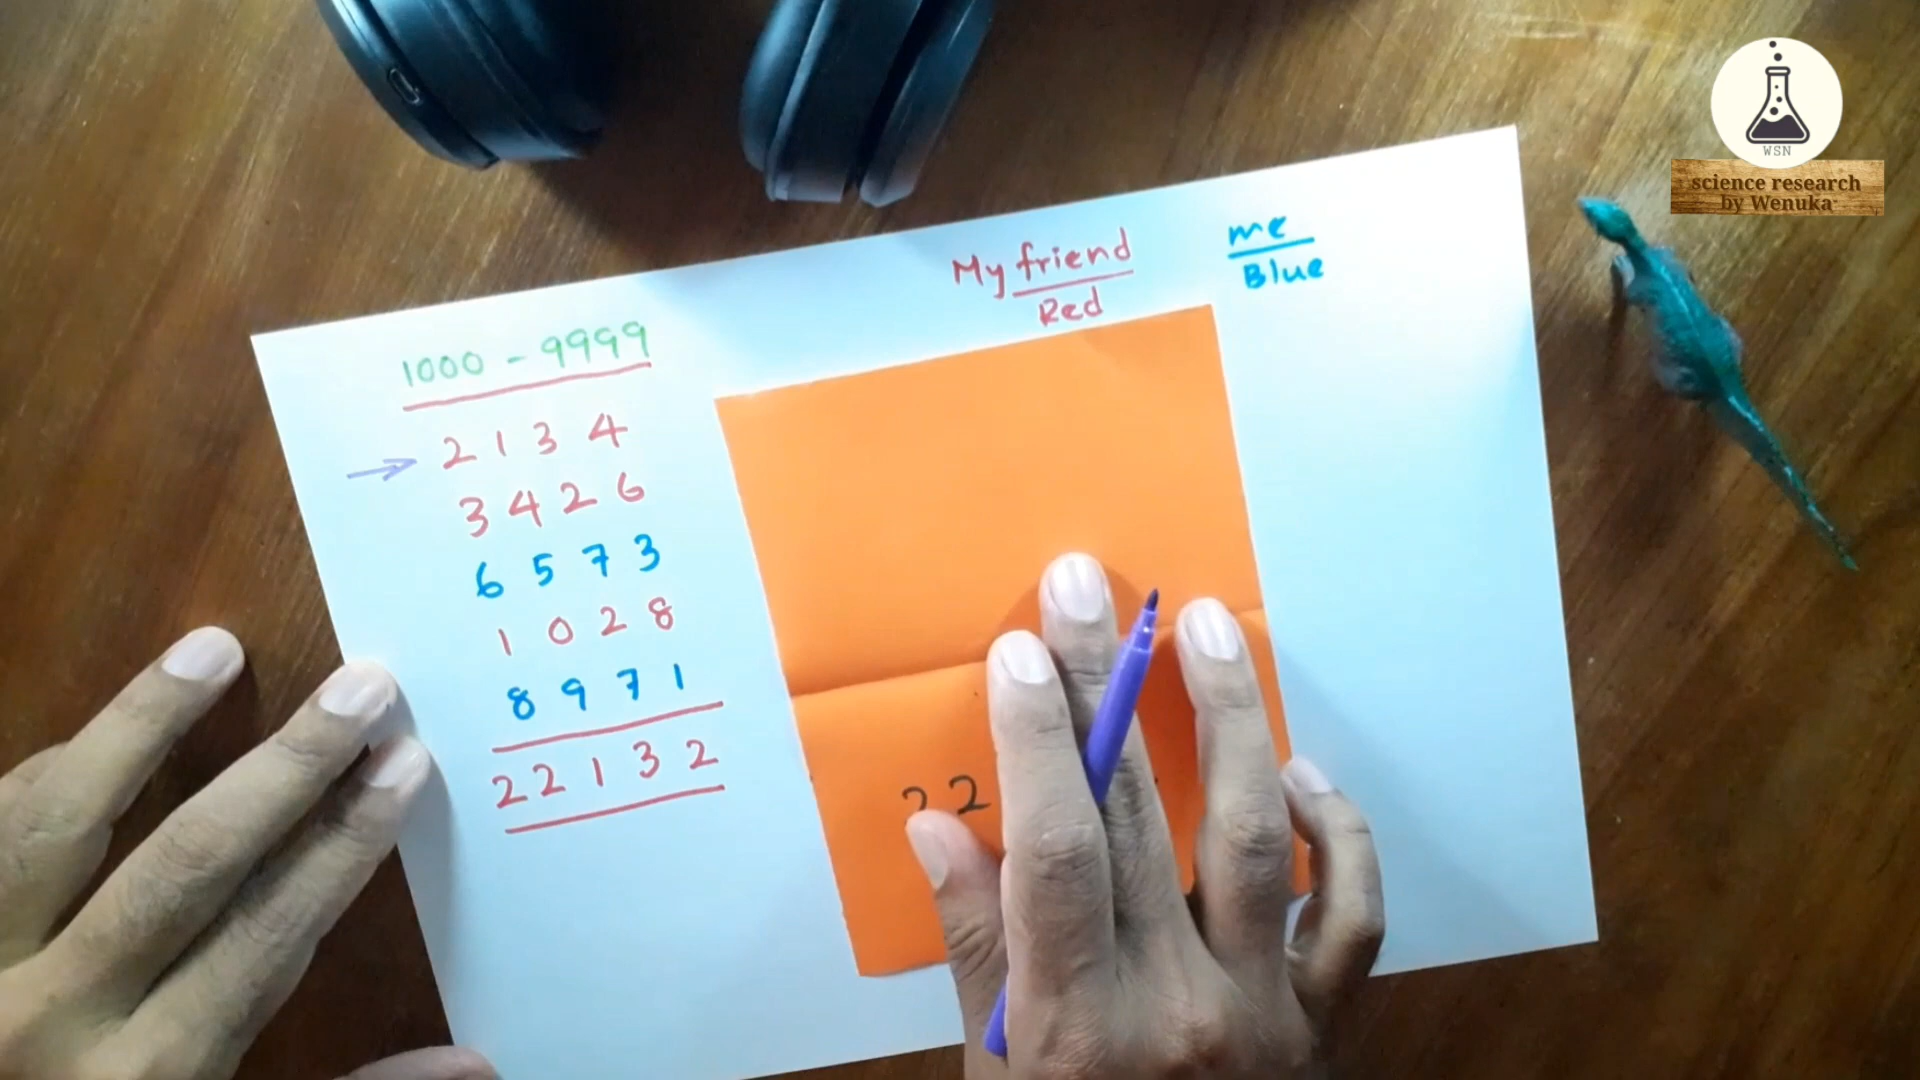 WSN
science research
by Wenuka
My friend
Red
me
Blue
1000 - 9999
2 1 3 4
3 4 2 6
6 5 7 3
1 0 2 8
8 9 7 1
2 2 1 3 2
2 2